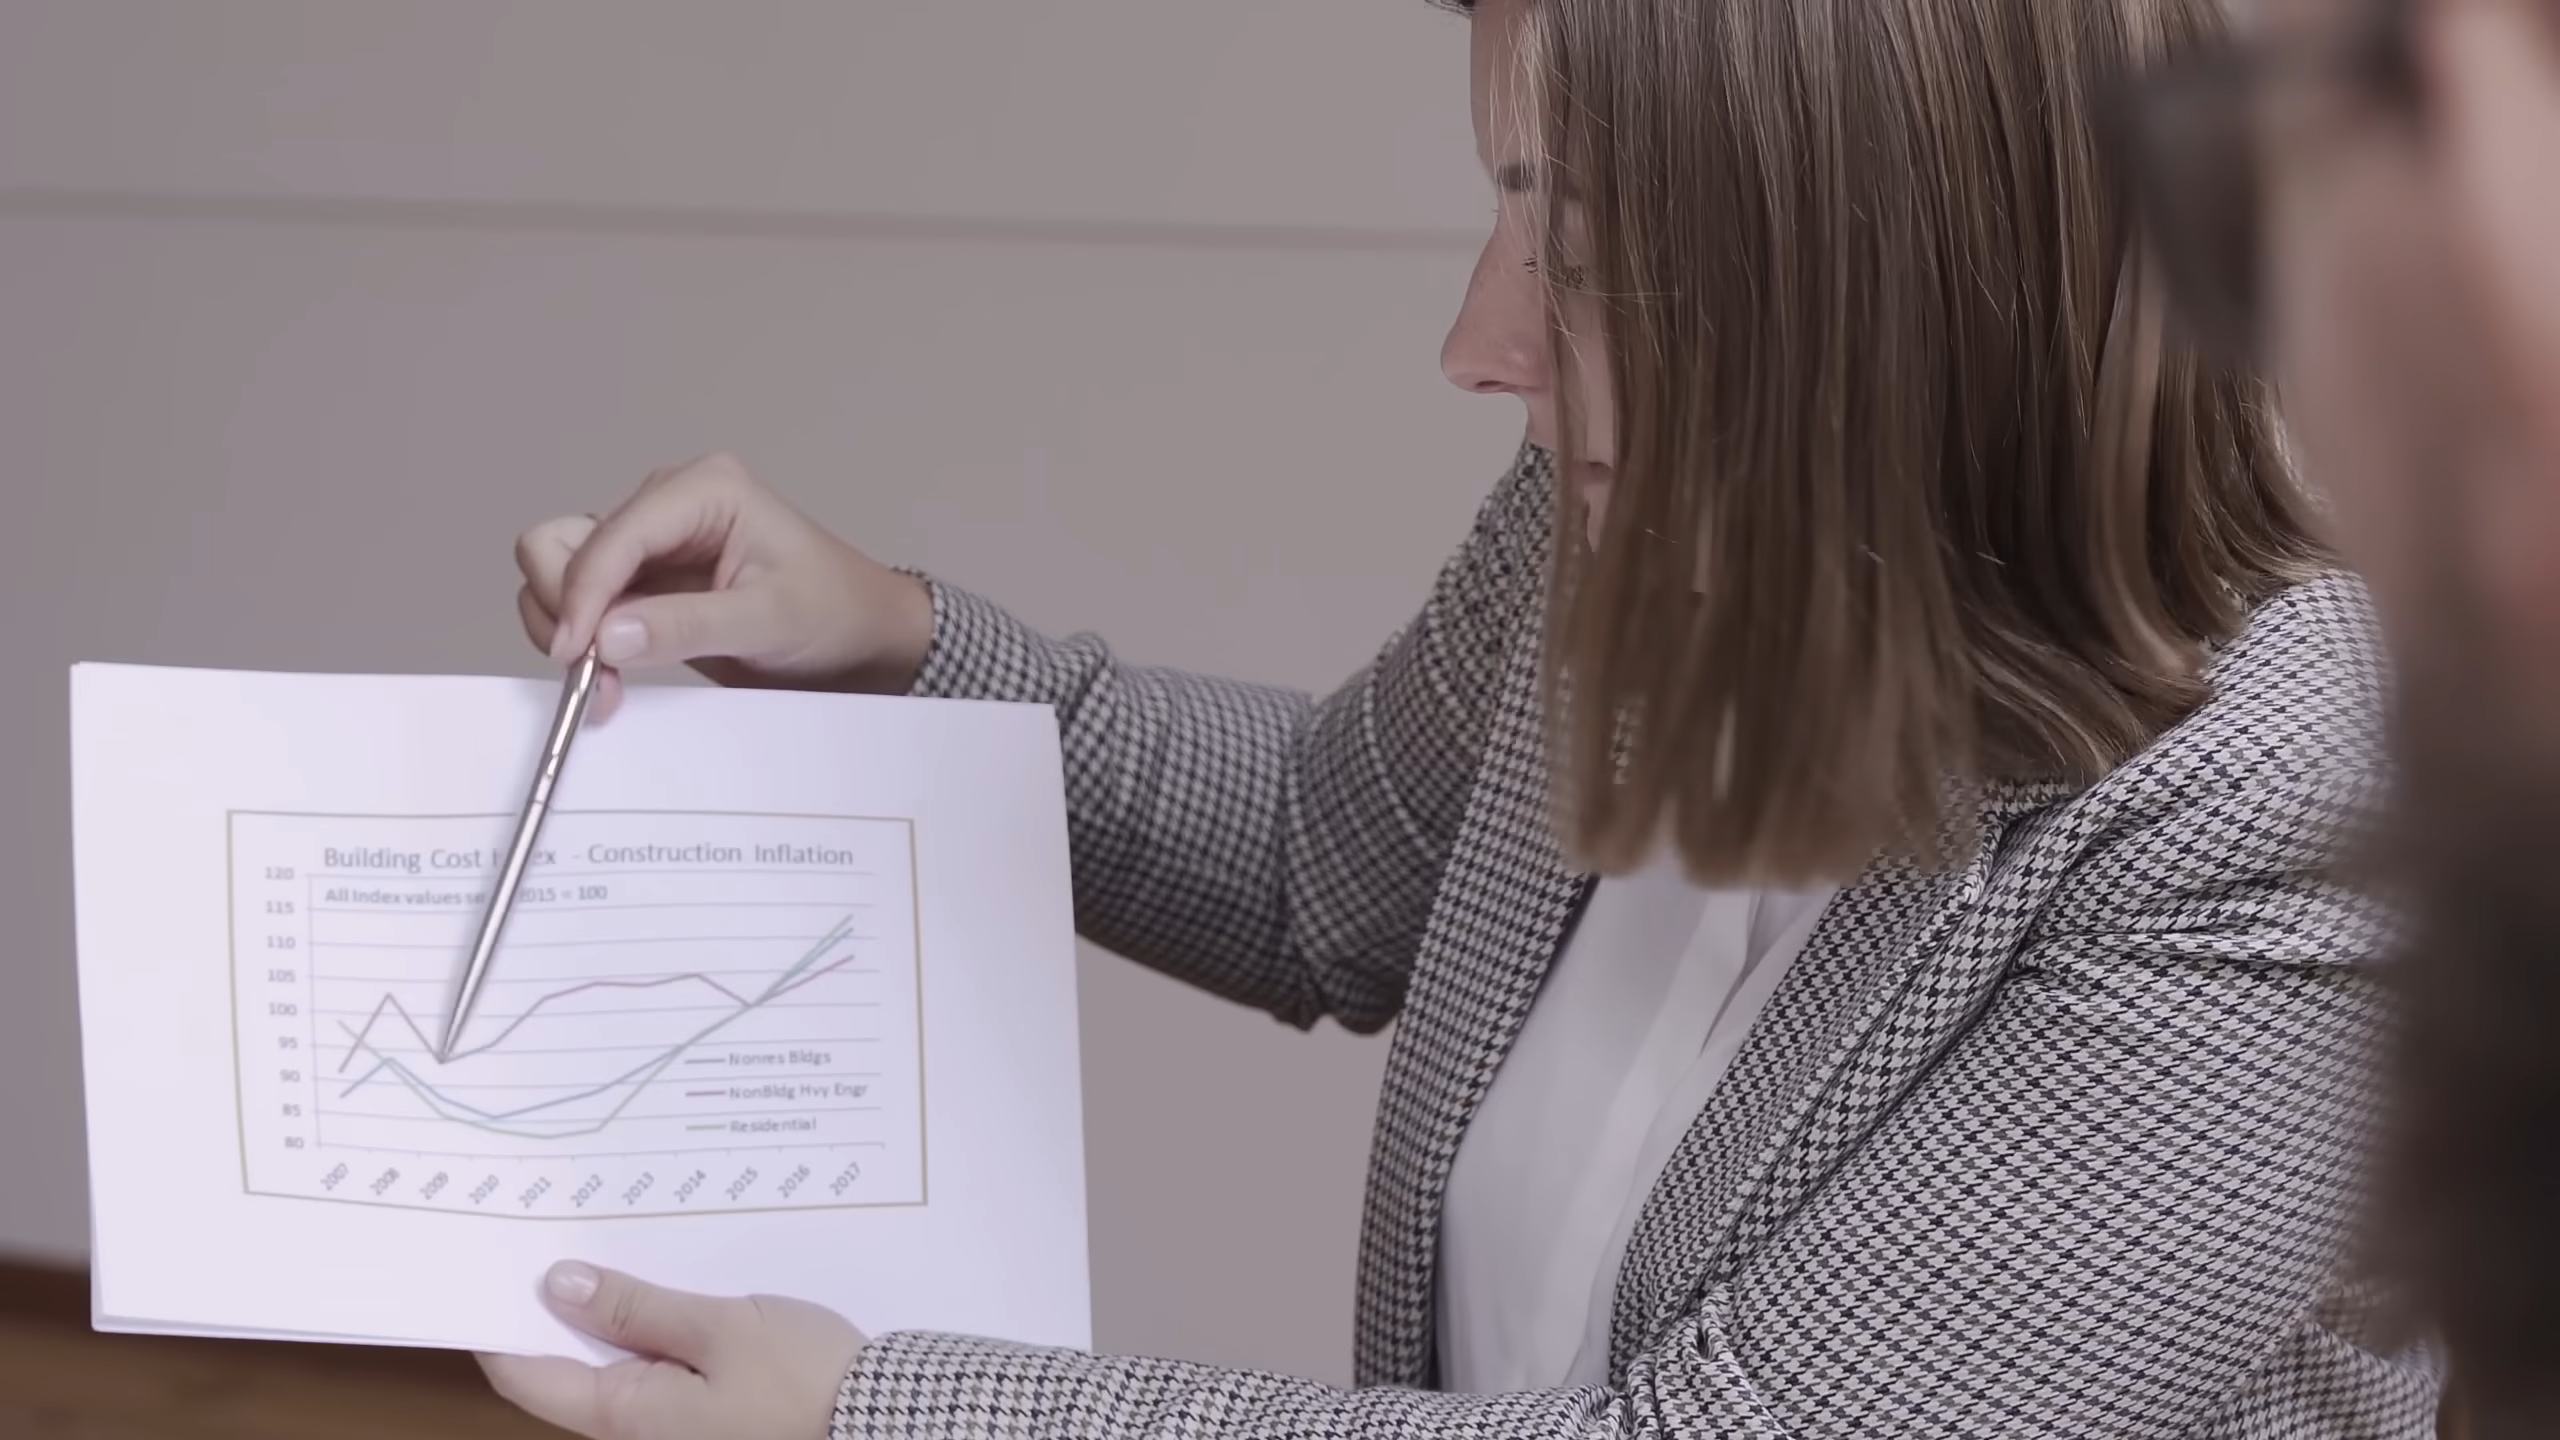 Building Cost ex - Construction Inflation
All Index values se 2015 = 100
120
115
110
105
100
95
90
85
80
Nonres Bldgs
NonBldg Hvy Engr
Residential
2007 2008 2009 2010 2011 2012 2013 2014 2015 2016 2017